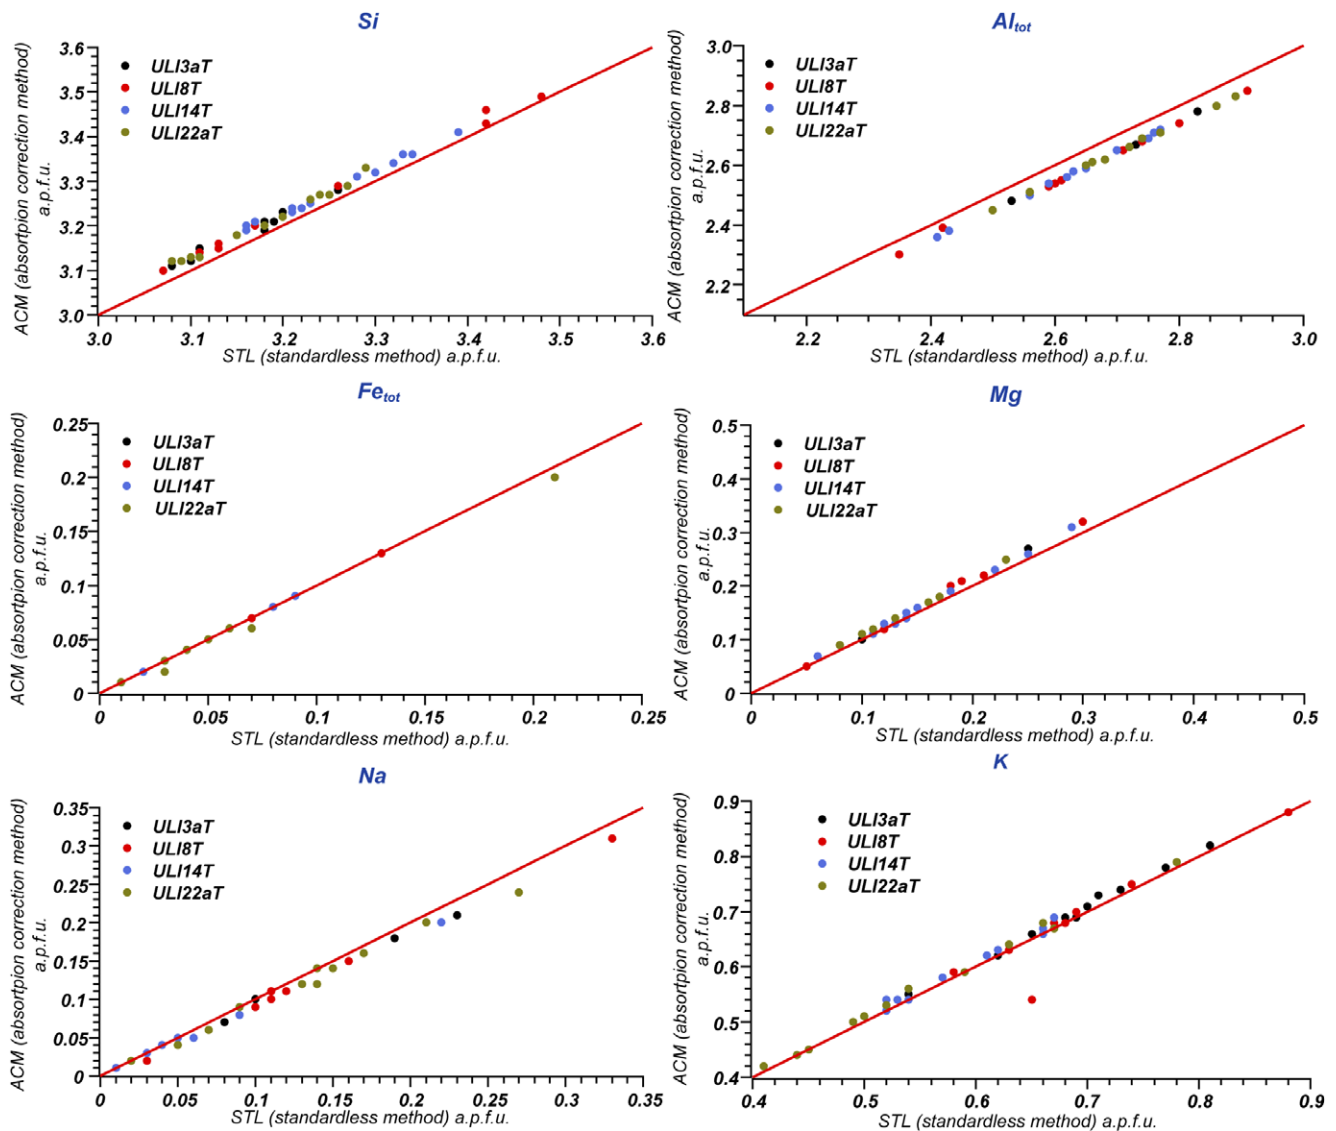 Si
ACM (absortpion correction method)
a.p.f.u.
3.6
3.5
3.4
3.3
3.2
3.1
3.0
ULI3aT
ULI8T
ULI14T
ULI22aT
3.0 3.1 3.2 3.3 3.4 3.5 3.6
STL (standardless method) a.p.f.u.
Altot
ACM (absortpion correction method)
a.p.f.u.
3.0
2.8
2.6
2.4
2.2
ULI3aT
ULI8T
ULI14T
ULI22aT
2.2 2.4 2.6 2.8 3.0
STL (standardless method) a.p.f.u.
Fetot
ACM (absortpion correction method)
a.p.f.u.
0.25
0.2
0.15
0.1
0.05
0
ULI3aT
ULI8T
ULI14T
ULI22aT
0 0.05 0.1 0.15 0.2 0.25
STL (standardless method) a.p.f.u.
Mg
ACM (absortpion correction method)
a.p.f.u.
0.5
0.4
0.3
0.2
0.1
0
ULI3aT
ULI8T
ULI14T
ULI22aT
0 0.1 0.2 0.3 0.4 0.5
STL (standardless method) a.p.f.u.
Na
ACM (absortpion correction method)
a.p.f.u.
0.35
0.3
0.25
0.2
0.15
0.1
0.05
0
ULI3aT
ULI8T
ULI14T
ULI22aT
0 0.05 0.1 0.15 0.2 0.25 0.3 0.35
STL (standardless method) a.p.f.u.
K
ACM (absortpion correction method)
a.p.f.u.
0.9
0.8
0.7
0.6
0.5
0.4
ULI3aT
ULI8T
ULI14T
ULI22aT
0.4 0.5 0.6 0.7 0.8 0.9
STL (standardless method) a.p.f.u.